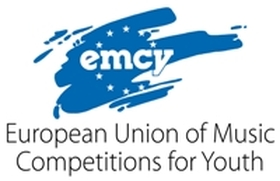 emcy
European Union of Music
Competitions for Youth